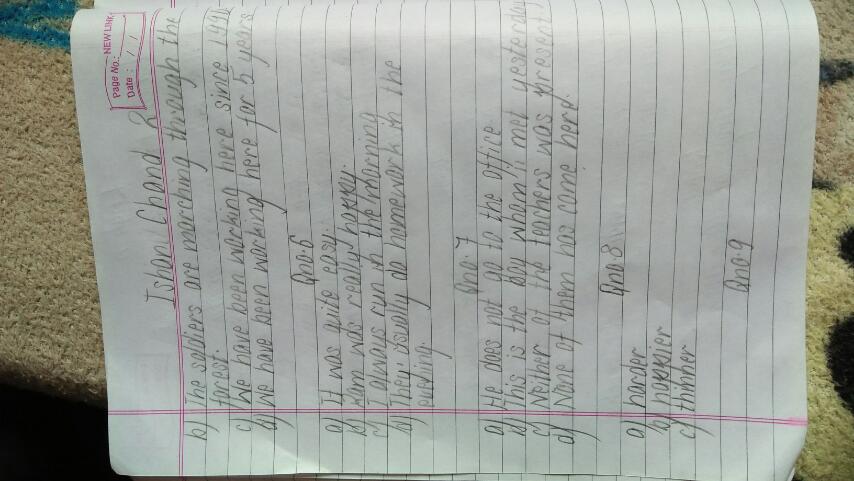 NEW LINK
Page No.:
Date: / /
Ishan Chand
b) The soldiers are marching through the
forest.
c) We have been working here since 1990
d) We have been working here for 5 years
Qno.6
a) It was quite easy.
b) Ram was really happy.
c) I always run in the morning
d) They usually do homework in the
eveing.
Qno.7
a) He does not go to the office.
b) This is the boy whom I met yesterday
c) Neither of the teachers was present
d) None of them has come here.
Qno.8
a) harder
b) happier
c) thinner
Qno.9